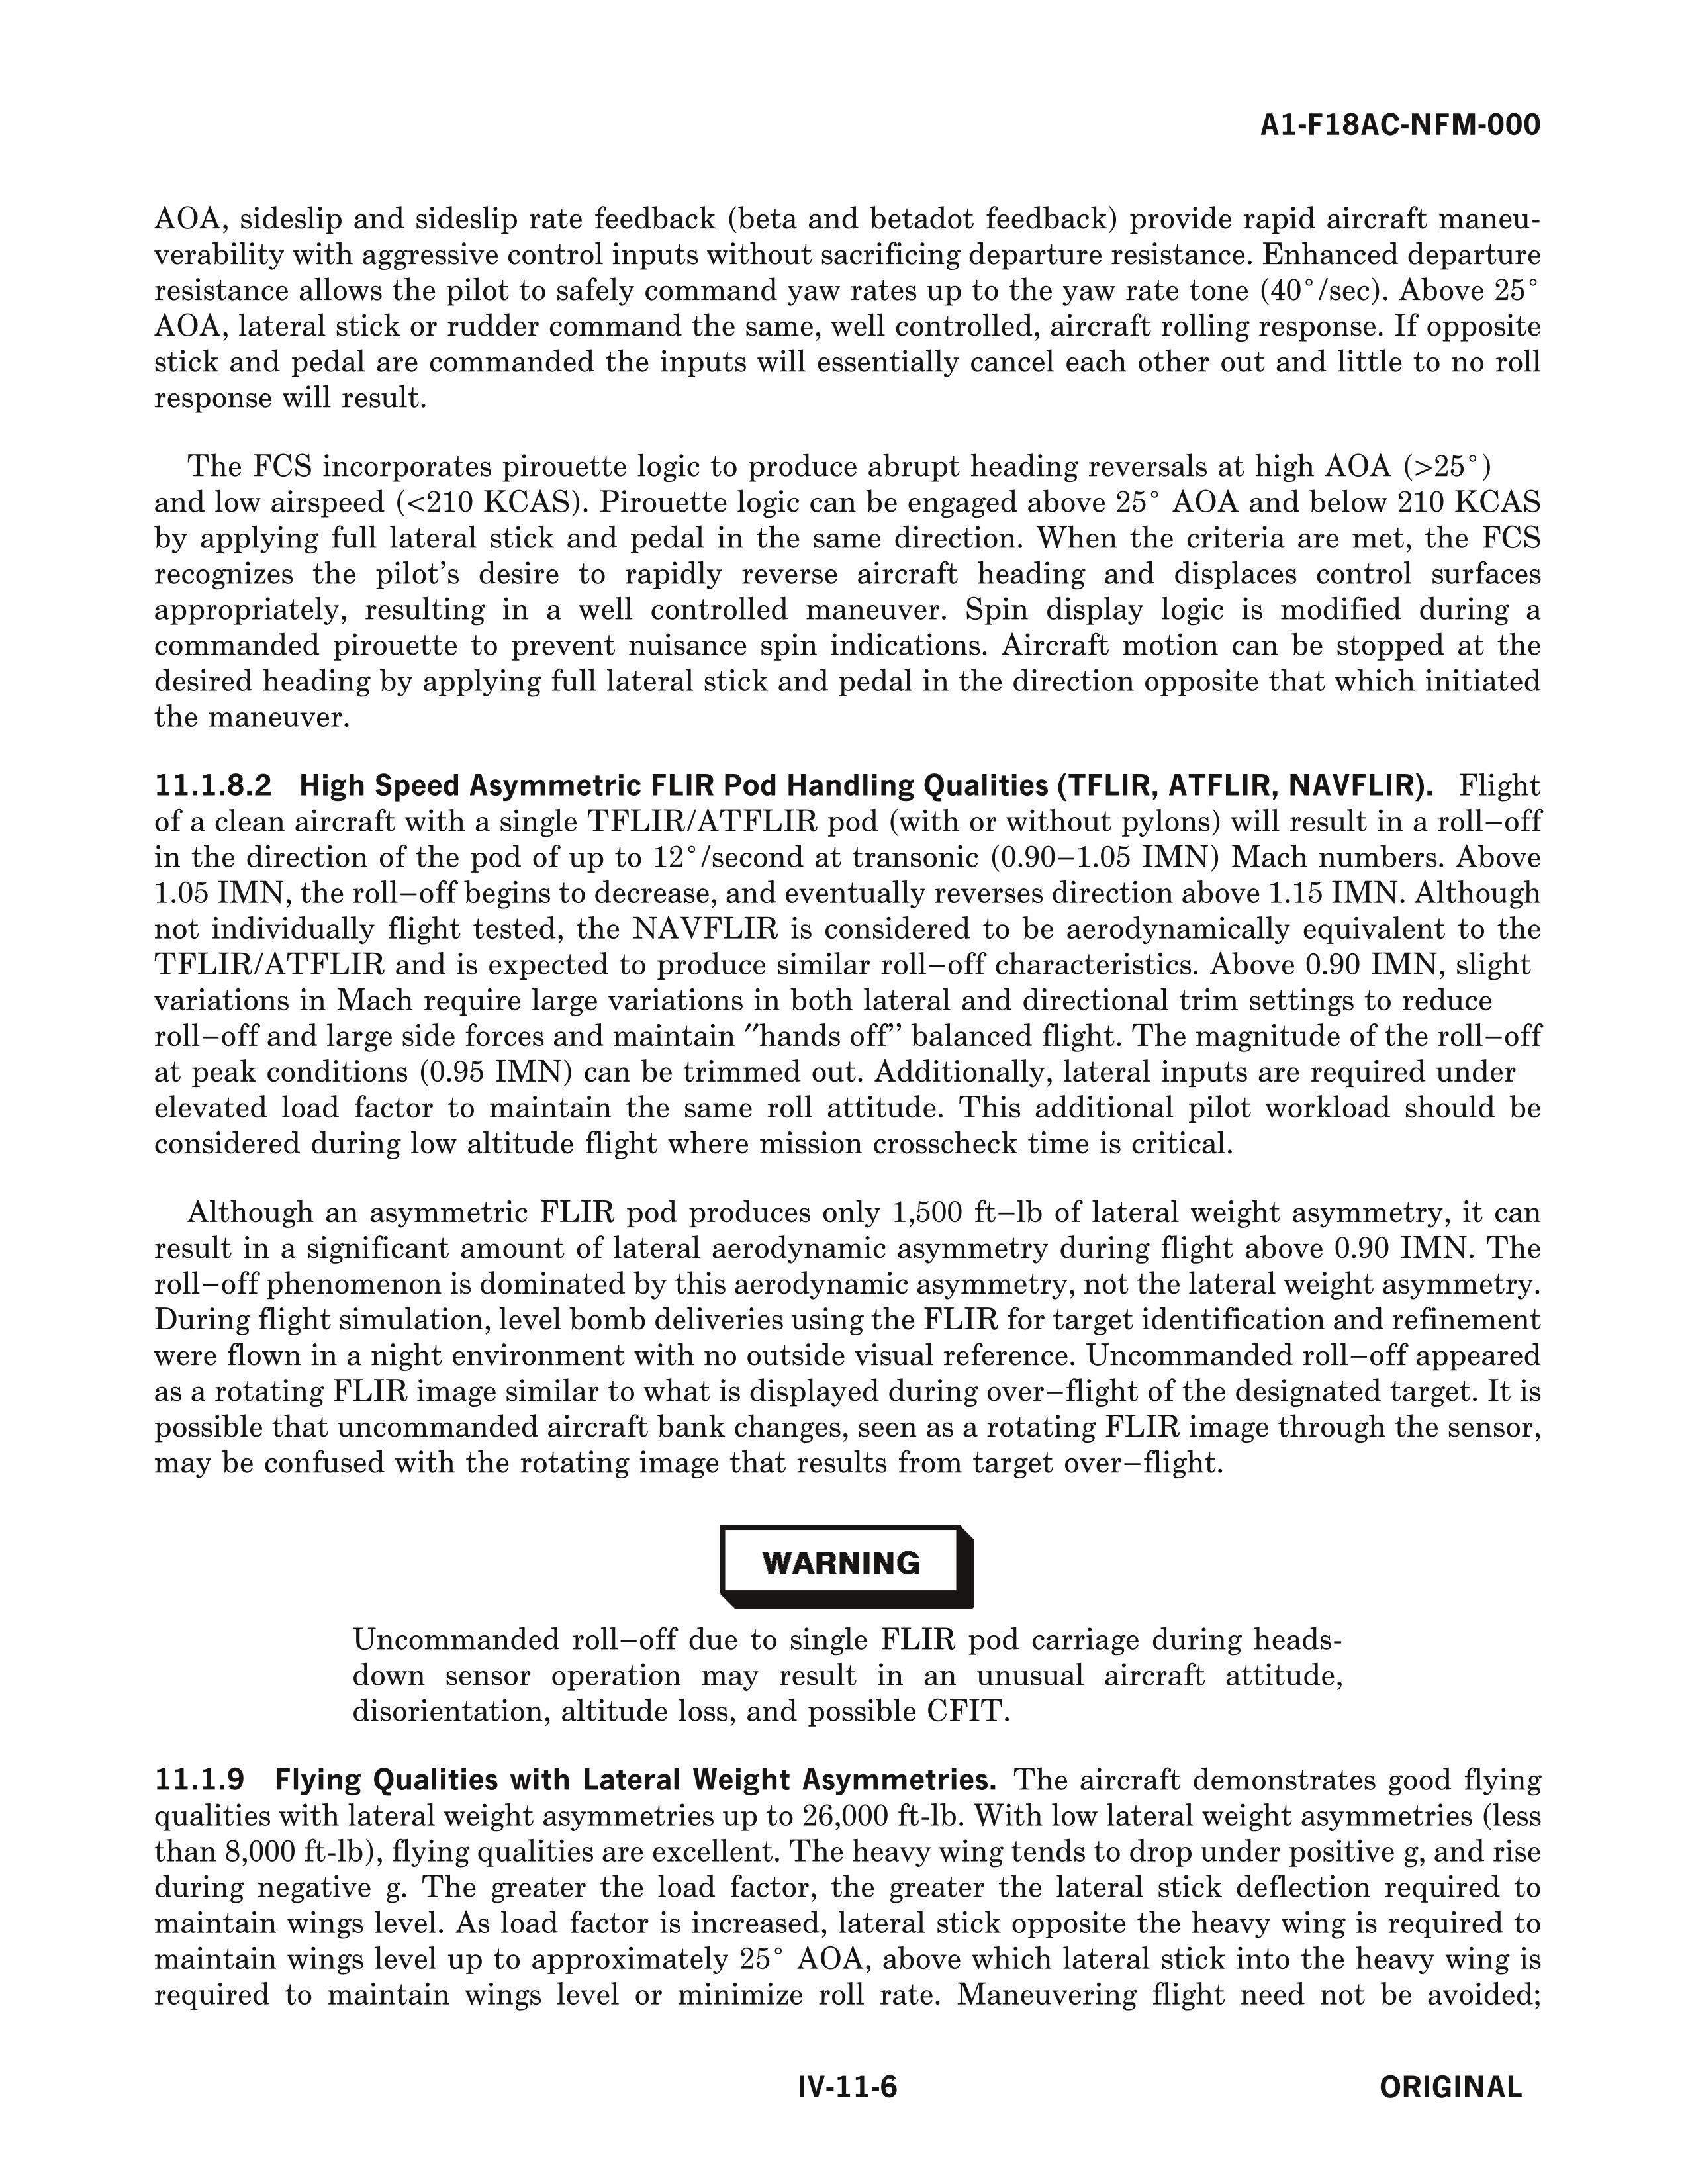 A1-F18AC-NFM-000
AOA, sideslip and sideslip rate feedback (beta and betadot feedback) provide rapid aircraft maneu-
verability with aggressive control inputs without sacrificing departure resistance. Enhanced departure
resistance allows the pilot to safely command yaw rates up to the yaw rate tone (40°/sec). Above 25°
AOA, lateral stick or rudder command the same, well controlled, aircraft rolling response. If opposite
stick and pedal are commanded the inputs will essentially cancel each other out and little to no roll
response will result.
The FCS incorporates pirouette logic to produce abrupt heading reversals at high AOA (>25°)
and low airspeed (<210 KCAS). Pirouette logic can be engaged above 25° AOA and below 210 KCAS
by applying full lateral stick and pedal in the same direction. When the criteria are met, the FCS
recognizes the pilot's desire to rapidly reverse aircraft heading and displaces control surfaces
appropriately, resulting in a well controlled maneuver. Spin display logic is modified during a
commanded pirouette to prevent nuisance spin indications. Aircraft motion can be stopped at the
desired heading by applying full lateral stick and pedal in the direction opposite that which initiated
the maneuver.
11.1.8.2 High Speed Asymmetric FLIR Pod Handling Qualities (TFLIR, ATFLIR, NAVFLIR). Flight
of a clean aircraft with a single TFLIR/ATFLIR pod (with or without pylons) will result in a roll−off
in the direction of the pod of up to 12°/second at transonic (0.90−1.05 IMN) Mach numbers. Above
1.05 IMN, the roll−off begins to decrease, and eventually reverses direction above 1.15 IMN. Although
not individually flight tested, the NAVFLIR is considered to be aerodynamically equivalent to the
TFLIR/ATFLIR and is expected to produce similar roll−off characteristics. Above 0.90 IMN, slight
variations in Mach require large variations in both lateral and directional trim settings to reduce
roll−off and large side forces and maintain ″hands off” balanced flight. The magnitude of the roll−off
at peak conditions (0.95 IMN) can be trimmed out. Additionally, lateral inputs are required under
elevated load factor to maintain the same roll attitude. This additional pilot workload should be
considered during low altitude flight where mission crosscheck time is critical.
Although an asymmetric FLIR pod produces only 1,500 ft−lb of lateral weight asymmetry, it can
result in a significant amount of lateral aerodynamic asymmetry during flight above 0.90 IMN. The
roll−off phenomenon is dominated by this aerodynamic asymmetry, not the lateral weight asymmetry.
During flight simulation, level bomb deliveries using the FLIR for target identification and refinement
were flown in a night environment with no outside visual reference. Uncommanded roll−off appeared
as a rotating FLIR image similar to what is displayed during over−flight of the designated target. It is
possible that uncommanded aircraft bank changes, seen as a rotating FLIR image through the sensor,
may be confused with the rotating image that results from target over−flight.
WARNING
Uncommanded roll−off due to single FLIR pod carriage during heads-
down sensor operation may result in an unusual aircraft attitude,
disorientation, altitude loss, and possible CFIT.
11.1.9 Flying Qualities with Lateral Weight Asymmetries. The aircraft demonstrates good flying
qualities with lateral weight asymmetries up to 26,000 ft-lb. With low lateral weight asymmetries (less
than 8,000 ft-lb), flying qualities are excellent. The heavy wing tends to drop under positive g, and rise
during negative g. The greater the load factor, the greater the lateral stick deflection required to
maintain wings level. As load factor is increased, lateral stick opposite the heavy wing is required to
maintain wings level up to approximately 25° AOA, above which lateral stick into the heavy wing is
required to maintain wings level or minimize roll rate. Maneuvering flight need not be avoided;
IV-11-6
ORIGINAL